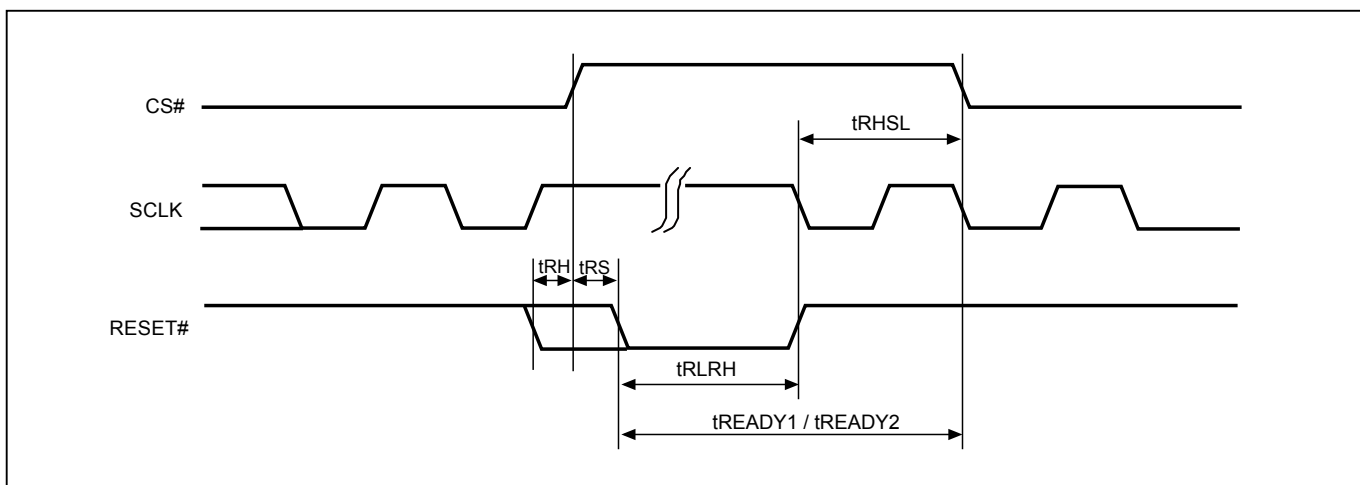 CS#
tRHSL
SCLK
tRH tRS
RESET#
tRLRH
tREADY1 / tREADY2